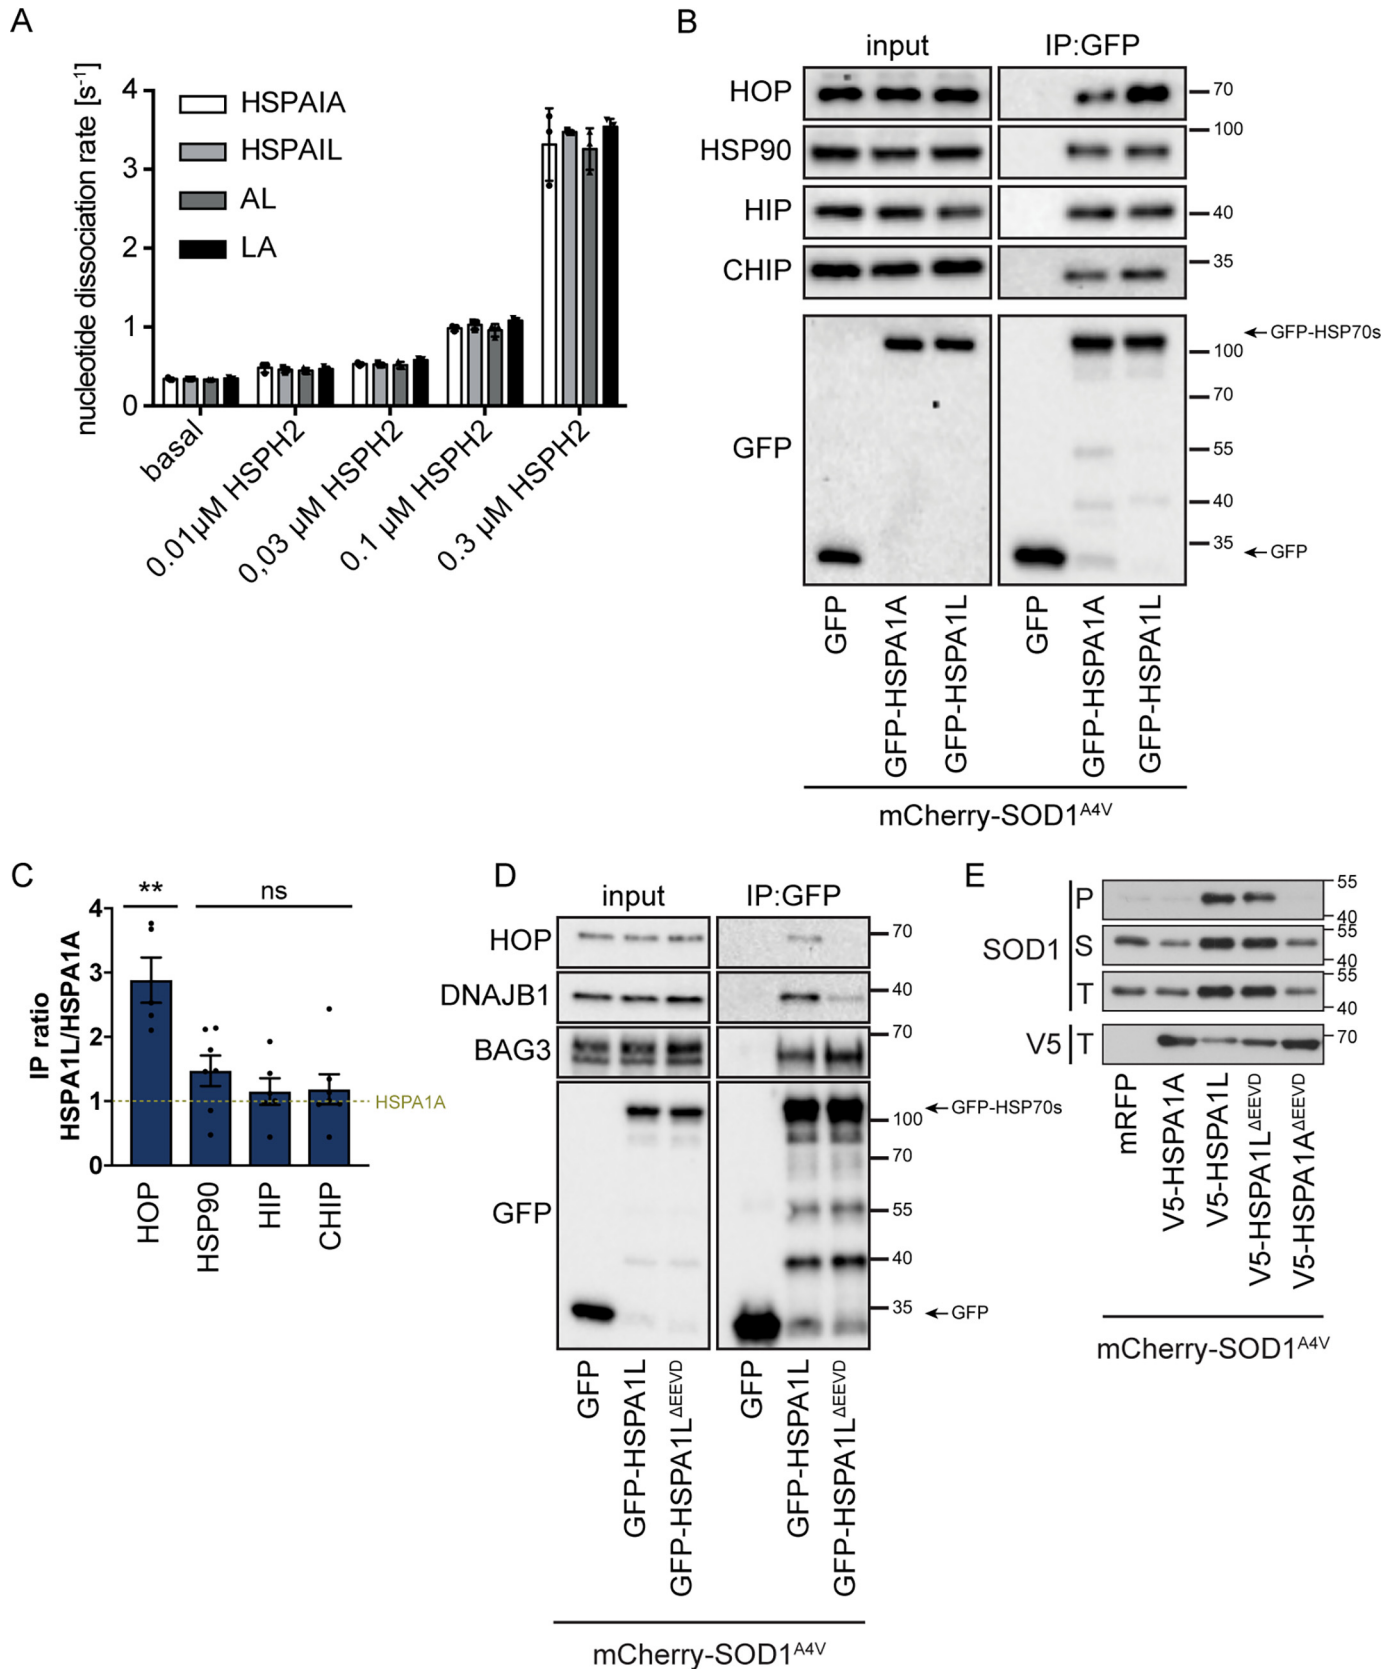 A
nucleotide dissociation rate [s-1]
4
3
2
1
0
HSPAIA
HSPAIL
AL
LA
basal
0.01µM HSPH2
0,03 µM HSPH2
0.1 µM HSPH2
0.3 µM HSPH2
B
input
IP:GFP
HOP
70
100
HSP90
HIP
40
CHIP
35
GFP-HSP70s
100
70
GFP
55
40
35
GFP
GFP
GFP-HSPA1A
GFP-HSPA1L
GFP
GFP-HSPA1A
GFP-HSPA1L
mCherry-SOD1A4V
C
IP ratio
HSPA1L/HSPA1A
4
3
2
1
0
**
ns
HSPA1A
HOP
HSP90
HIP
CHIP
D
input
IP:GFP
HOP
70
DNAJB1
40
BAG3
70
GFP-HSP70s
100
70
GFP
55
40
35
GFP
GFP
GFP-HSPA1L
GFP-HSPA1LΔEEVD
GFP
GFP-HSPA1L
GFP-HSPA1LΔEEVD
mCherry-SOD1A4V
E
SOD1
P
55
40
S
55
40
T
55
40
V5
T
70
mRFP
V5-HSPA1A
V5-HSPA1L
V5-HSPA1LΔEEVD
V5-HSPA1AΔEEVD
mCherry-SOD1A4V